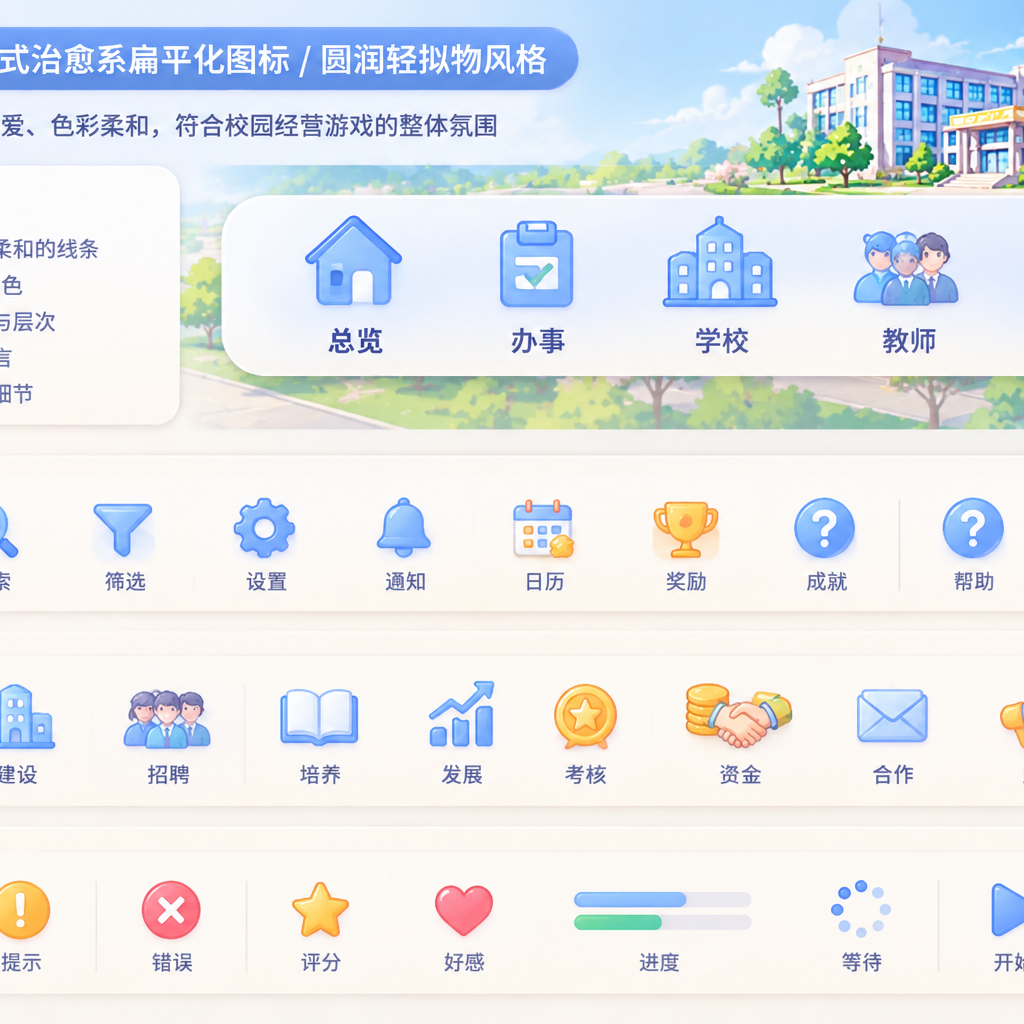 式治愈系扁平化图标 / 圆润轻拟物风格
爱、色彩柔和，符合校园经营游戏的整体氛围
柔和的线条
色
与层次
言
细节
总览
办事
学校
教师
索
筛选
设置
通知
日历
奖励
成就
帮助
建设
招聘
培养
发展
考核
资金
合作
提示
错误
评分
好感
进度
等待
开始